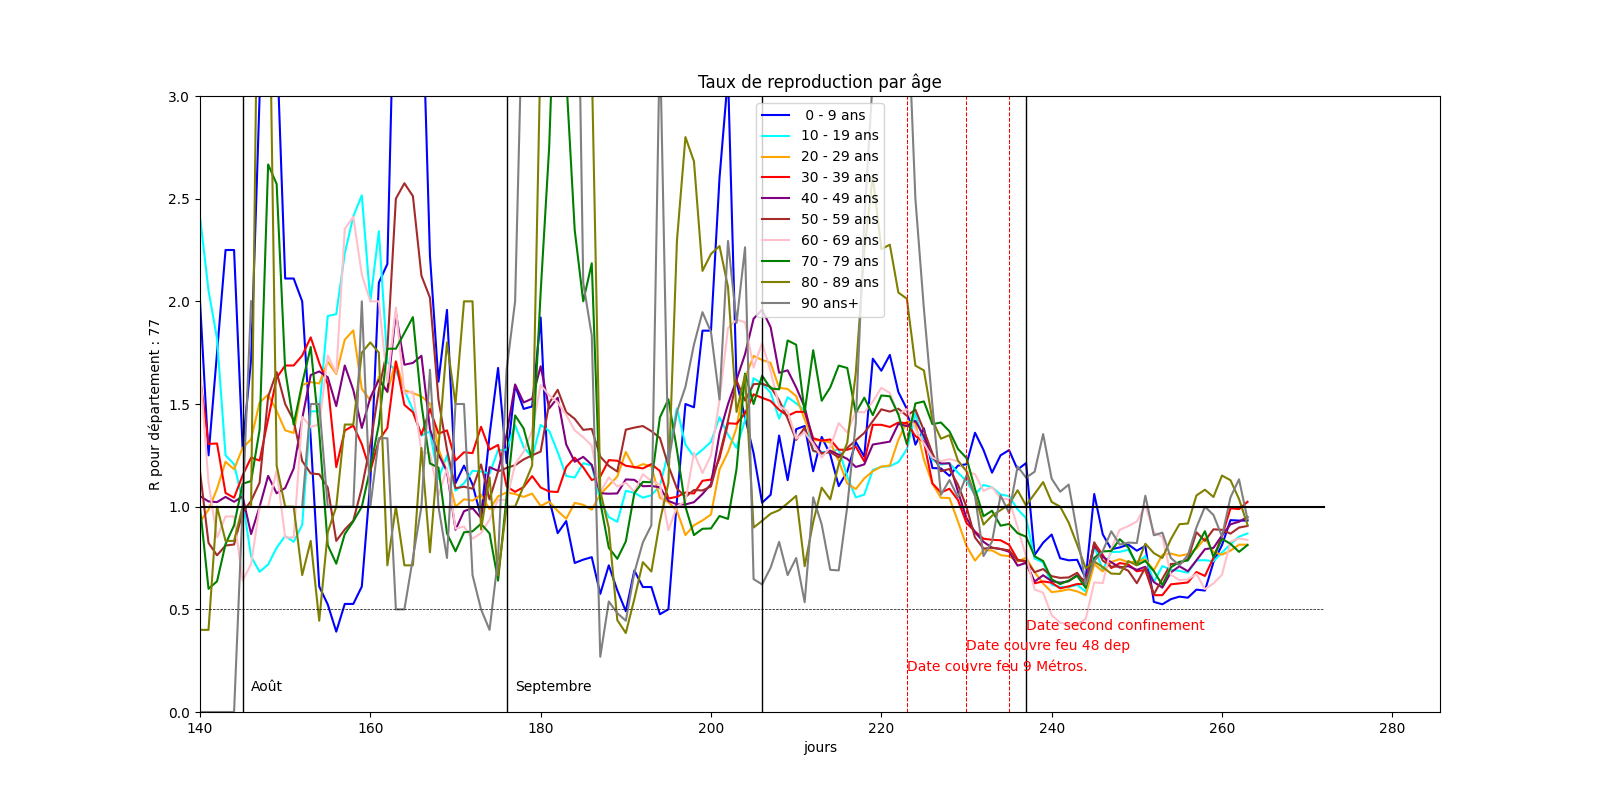 Taux de reproduction par âge
R pour département : 77
3.0
2.5
2.0
1.5
1.0
0.5
0.0
0 - 9 ans
10 - 19 ans
20 - 29 ans
30 - 39 ans
40 - 49 ans
50 - 59 ans
60 - 69 ans
70 - 79 ans
80 - 89 ans
90 ans+
Date second confinement
Date couvre feu 48 dep
Date couvre feu 9 Métros.
Août
Septembre
140
160
180
200
220
240
260
280
jours